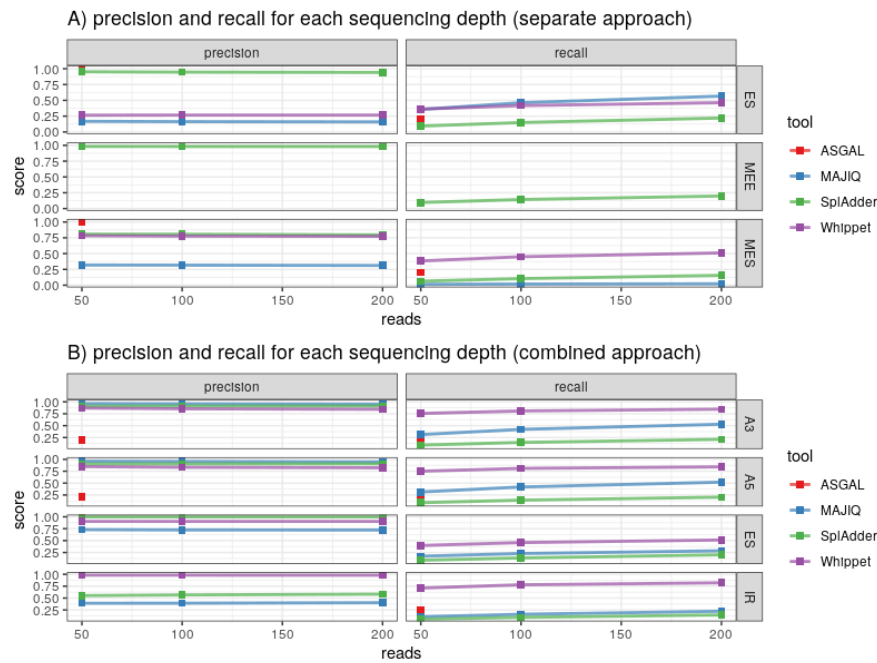 A) precision and recall for each sequencing depth (separate approach)
precision
recall
1.00
0.75
0.50
0.25
0.00
ES
1.00
0.75
0.50
0.25
0.00
MEE
1.00
0.75
0.50
0.25
0.00
MES
score
50
100
150
200
50
100
150
200
reads
tool
ASGAL
MAJIQ
SplAdder
Whippet
B) precision and recall for each sequencing depth (combined approach)
precision
recall
1.00
0.75
0.50
0.25
A3
1.00
0.75
0.50
0.25
A5
1.00
0.75
0.50
0.25
ES
1.00
0.75
0.50
0.25
IR
score
50
100
150
200
50
100
150
200
reads
tool
ASGAL
MAJIQ
SplAdder
Whippet